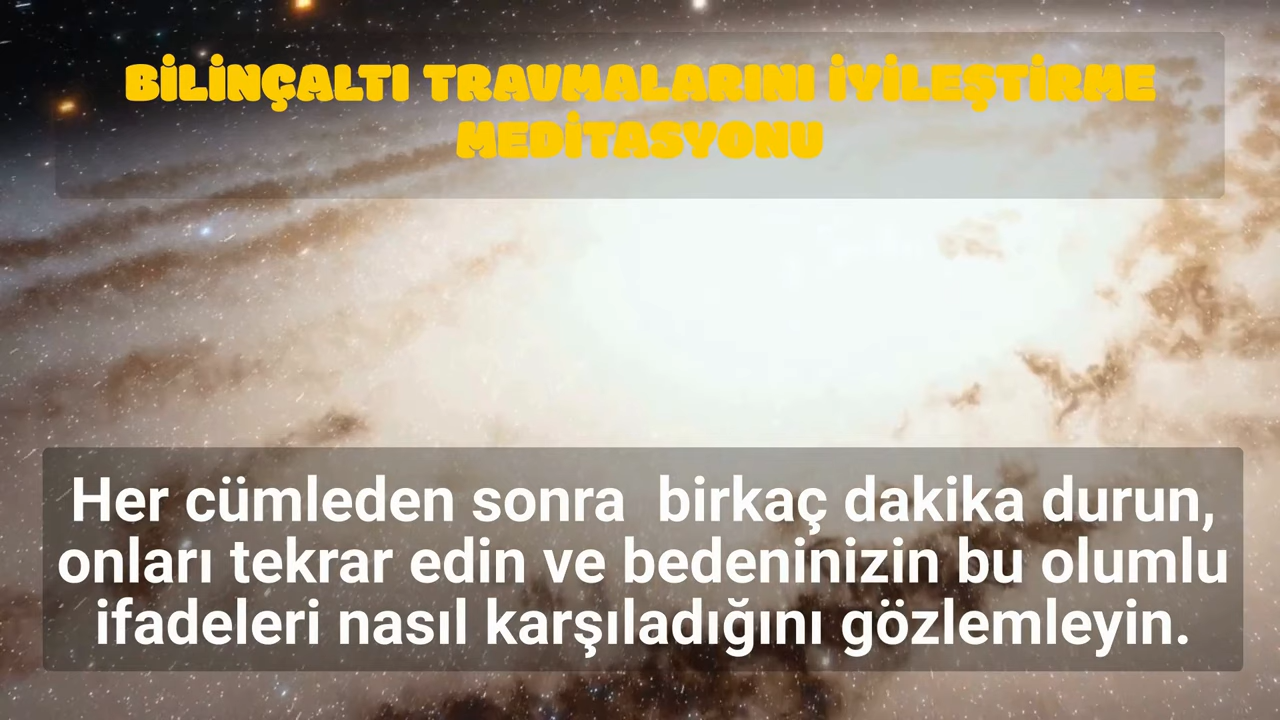 BİLİNÇALTI TRAVMALARINI İYİLEŞTİRME
MEDİTASYONU
Her cümleden sonra  birkaç dakika durun,
onları tekrar edin ve bedeninizin bu olumlu
ifadeleri nasıl karşıladığını gözlemleyin.